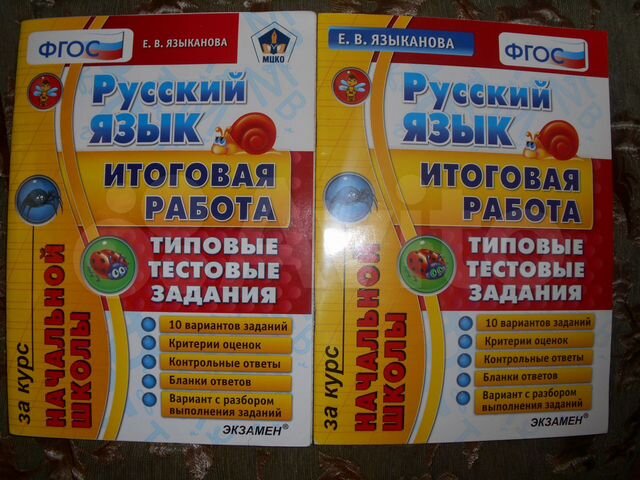 ФГОС
Е. В. ЯЗЫКАНОВА
МЦКО
Русский
ЯЗЫК
ИТОГОВАЯ
РАБОТА
ТИПОВЫЕ
ТЕСТОВЫЕ
ЗАДАНИЯ
за курс
НАЧАЛЬНОЙ
ШКОЛЫ
10 вариантов заданий
Критерии оценок
Контрольные ответы
Бланки ответов
Вариант с разбором
выполнения заданий
ЭКЗАМЕН®
Е. В. ЯЗЫКАНОВА
ФГОС
Русский
ЯЗЫК
ИТОГОВАЯ
РАБОТА
ТИПОВЫЕ
ТЕСТОВЫЕ
ЗАДАНИЯ
за курс
НАЧАЛЬНОЙ
ШКОЛЫ
10 вариантов заданий
Критерии оценок
Контрольные ответы
Бланки ответов
Вариант с разбором
выполнения заданий
ЭКЗАМЕН®